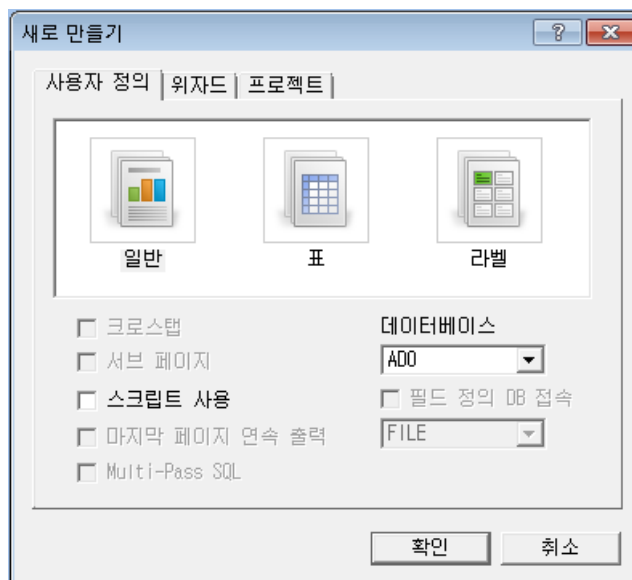 새로 만들기
사용자 정의 위자드 프로젝트
일반 표 라벨
크로스탭
서브 페이지
스크립트 사용
마지막 페이지 연속 출력
Multi-Pass SQL
데이터베이스
ADO
필드 정의 DB 접속
FILE
확인 취소